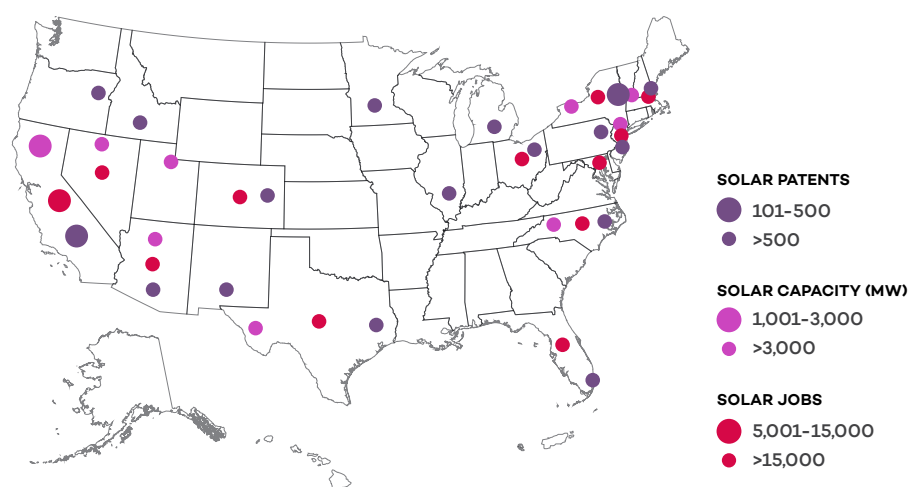 SOLAR PATENTS
101–500
>500
SOLAR CAPACITY (MW)
1,001–3,000
>3,000
SOLAR JOBS
5,001–15,000
>15,000